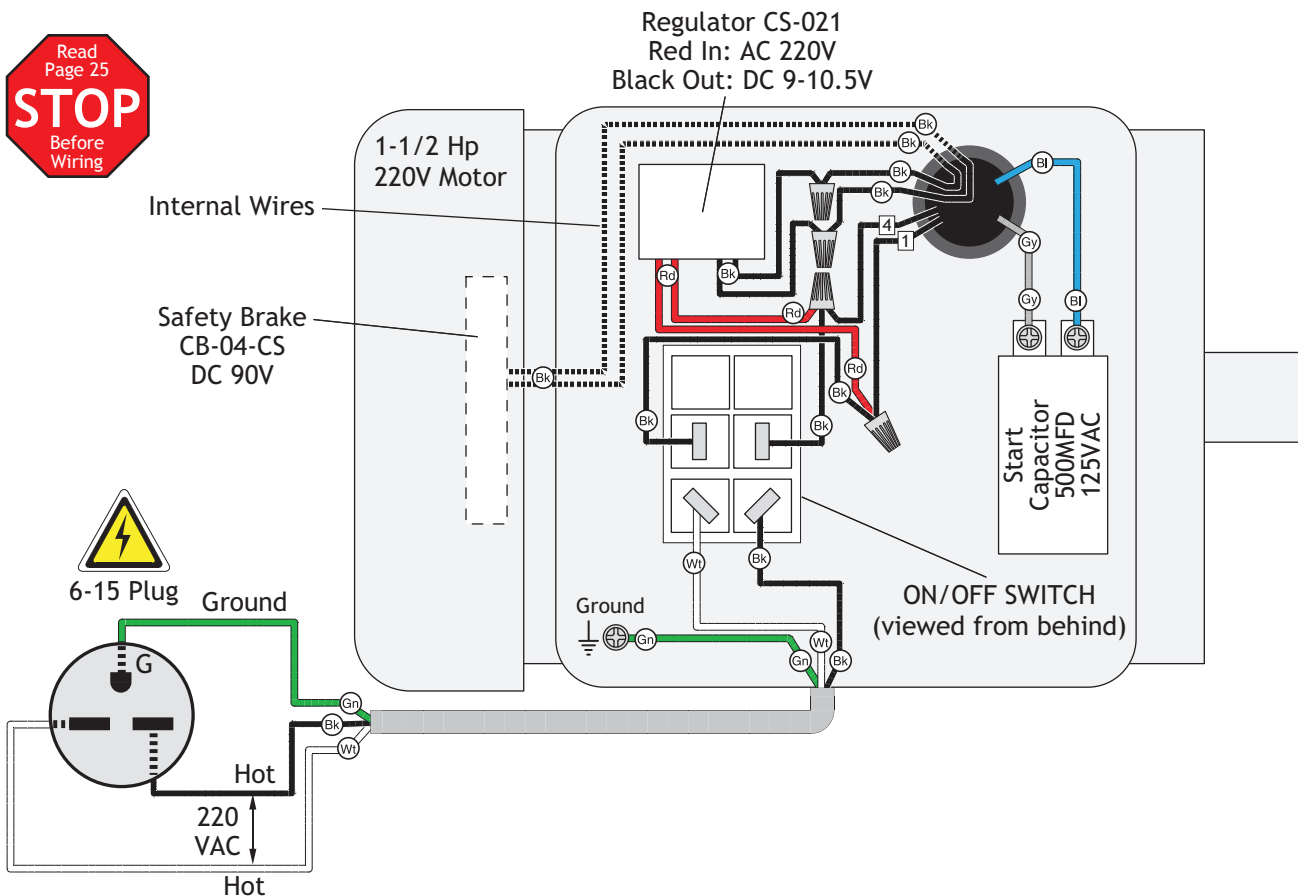 Read
Page 25
STOP
Before
Wiring
Regulator CS-021
Red In: AC 220V
Black Out: DC 9-10.5V
1-1/2 Hp
220V Motor
Internal Wires
Safety Brake
CB-04-CS
DC 90V
Bk
Bk
Bk
Bk
Bl
4
1
Gy
Rd
Bk
Gy
Bl
Rd
Bk
Rd
Bk
Bk
Bk
Start
Capacitor
500MFD
125VAC
Wt
Bk
ON/OFF SWITCH
(viewed from behind)
Ground
Gn
Wt
Gn
Bk
6-15 Plug
Ground
G
Gn
Bk
Wt
Hot
220
VAC
Hot